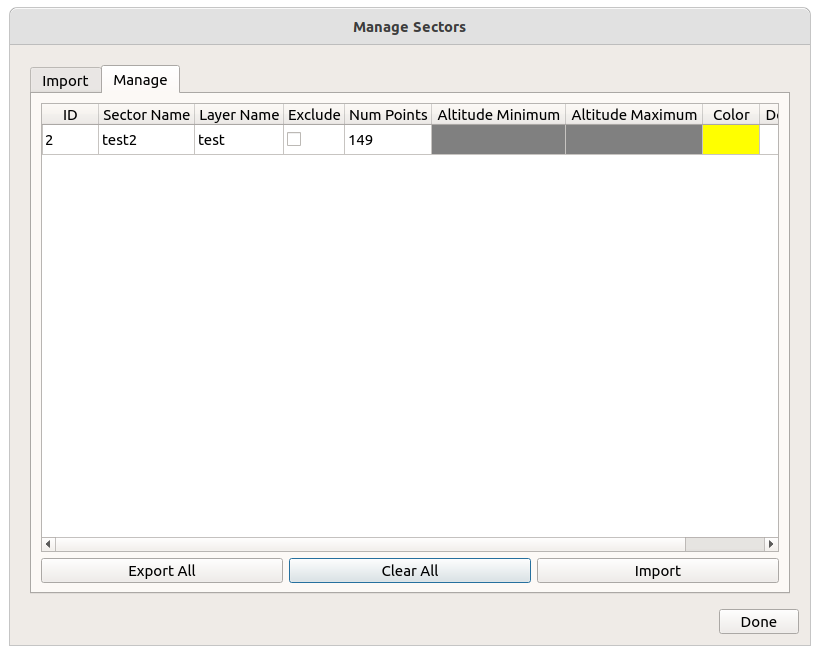 Manage Sectors
Import Manage
ID Sector Name Layer Name Exclude Num Points Altitude Minimum Altitude Maximum Color
2 test2 test 149
Export All Clear All Import
Done